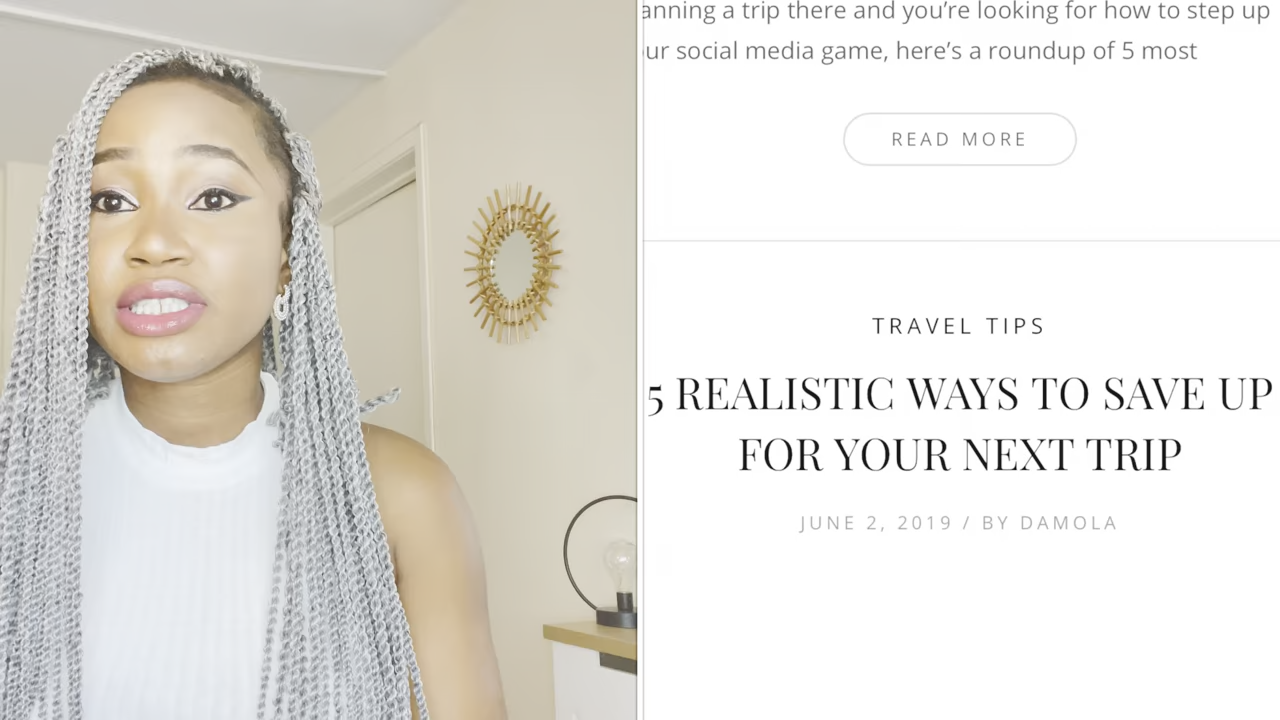 anning a trip there and you’re looking for how to step up
ur social media game, here’s a roundup of 5 most
READ MORE
TRAVEL TIPS
5 REALISTIC WAYS TO SAVE UP
FOR YOUR NEXT TRIP
JUNE 2, 2019 / BY DAMOLA